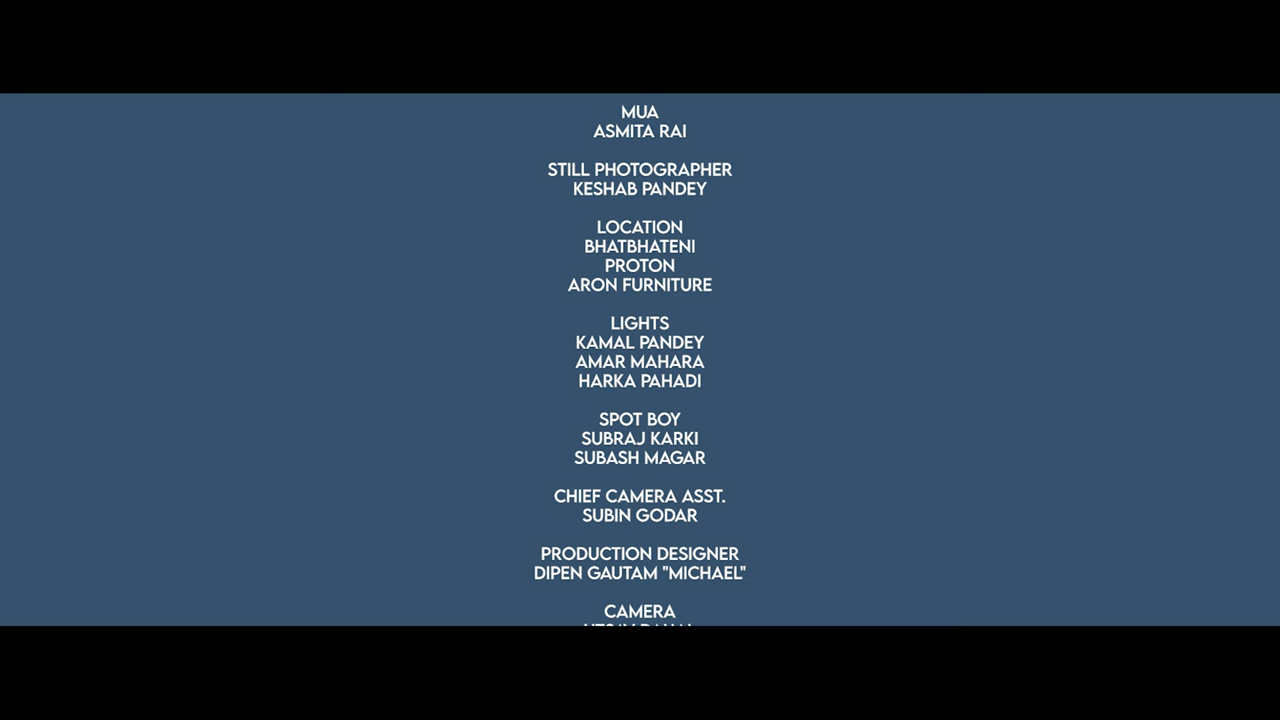 MUA
ASMITA RAI
STILL PHOTOGRAPHER
KESHAB PANDEY
LOCATION
BHATBHATENI
PROTON
ARON FURNITURE
LIGHTS
KAMAL PANDEY
AMAR MAHARA
HARKA PAHADI
SPOT BOY
SUBRAJ KARKI
SUBASH MAGAR
CHIEF CAMERA ASST.
SUBIN GODAR
PRODUCTION DESIGNER
DIPEN GAUTAM "MICHAEL"
CAMERA